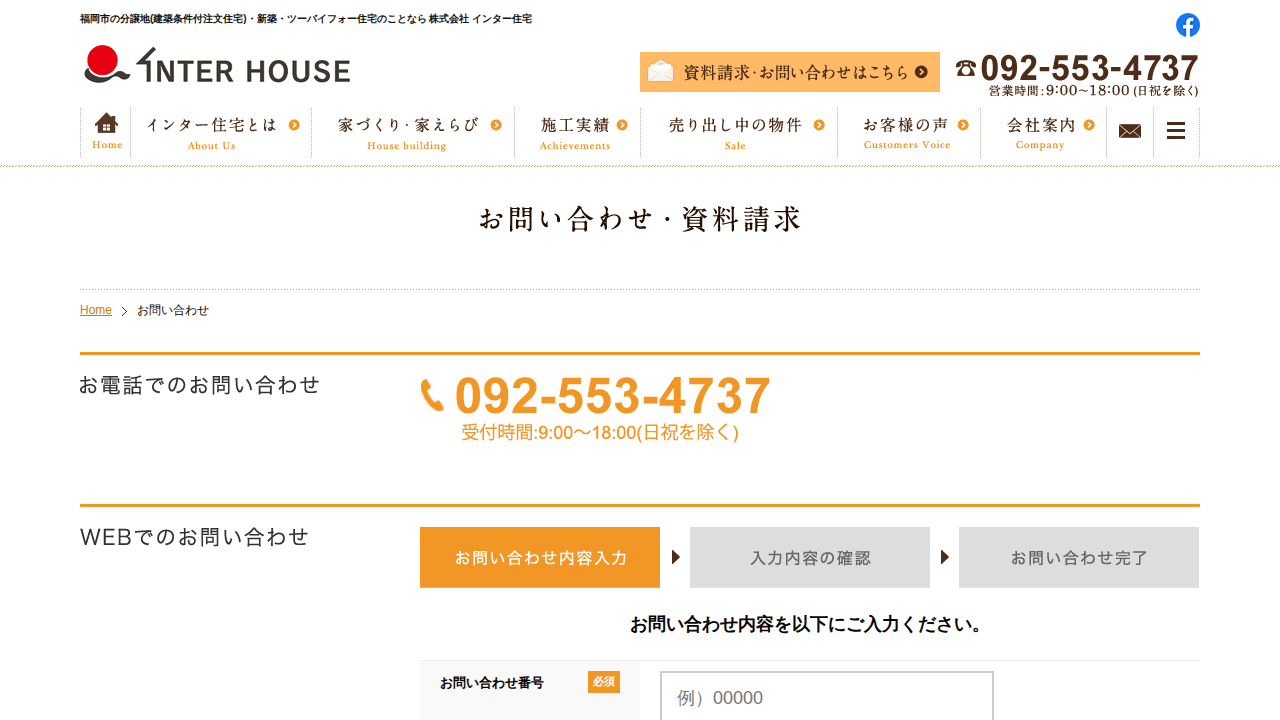 福岡市の分譲地(建築条件付注文住宅)・新築・ツーバイフォー住宅のことなら 株式会社 インター住宅
INTER HOUSE
資料請求・お問い合わせはこちら
092-553-4737
営業時間:9:00~18:00(日祝を除く)
Home
インター住宅とは
About Us
家づくり・家えらび
House building
施工実績
Achievements
売り出し中の物件
Sale
お客様の声
Customers Voice
会社案内
Company
お問い合わせ・資料請求
Home
お問い合わせ
お電話でのお問い合わせ
092-553-4737
受付時間:9:00〜18:00(日祝を除く)
WEBでのお問い合わせ
お問い合わせ内容入力
入力内容の確認
お問い合わせ完了
お問い合わせ内容を以下にご入力ください。
お問い合わせ番号
必須
例）00000